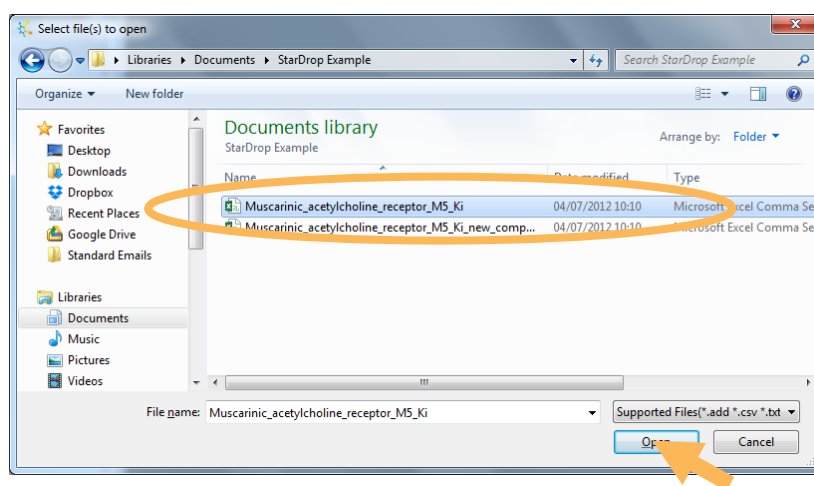 Select file(s) to open
Libraries Documents StarDrop Example Search StarDrop Example
Organize New folder
Favorites
Desktop
Downloads
Dropbox
Recent Places
Google Drive
Standard Emails
Libraries
Documents
Music
Pictures
Videos
Documents library
StarDrop Example
Arrange by: Folder
Name Date modified Type
Muscarinic_acetylcholine_receptor_M5_Ki 04/07/2012 10:10 Microsoft Excel Comma Se
Muscarinic_acetylcholine_receptor_M5_Ki_new_comp... 04/07/2012 10:10 Microsoft Excel Comma Se
File name: Muscarinic_acetylcholine_receptor_M5_Ki Supported Files(*.add *.csv *.txt
Open Cancel